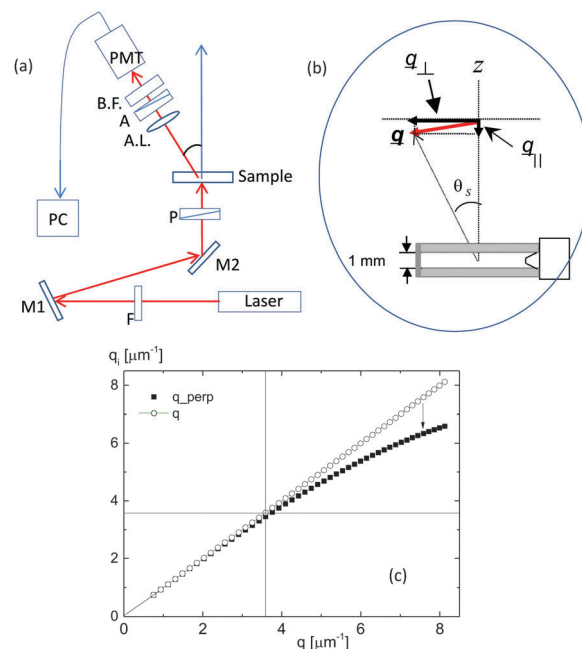 (a)
PMT
B.F.
A
A.L.
Sample
PC
P
M2
M1
F
Laser
(b)
q⊥
z
q
q||
θs
1 mm
qi [μm-1]
q_perp
q
8
6
4
2
0
(c)
0 2 4 6 8
q [μm-1]